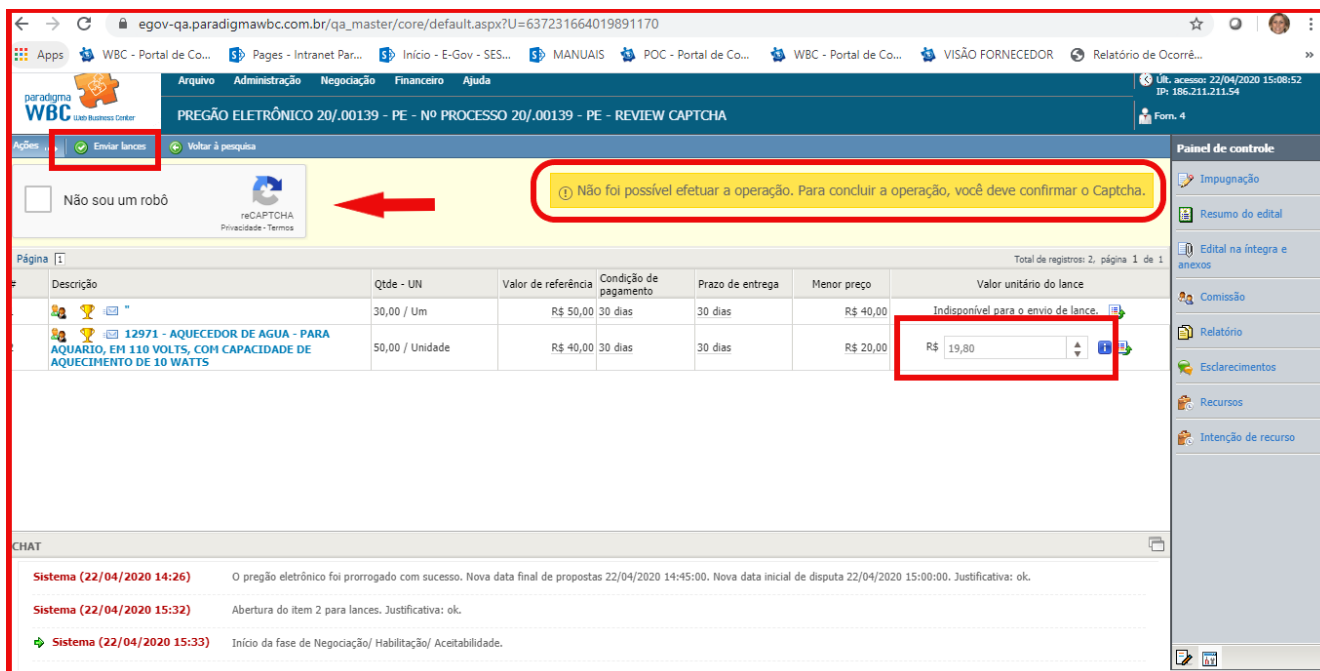 egov-qa.paradigmawbc.com.br/qa_master/core/default.aspx?U=637231664019891170
Apps WBC - Portal de Co... Pages - Intranet Par... Início - E-Gov - SES... MANUAIS POC - Portal de Co... WBC - Portal de Co... VISÃO FORNECEDOR Relatório de Ocorrê... »
paradigma
WBC Web Business Center
Arquivo Administração Negociação Financeiro Ajuda
Últ. acesso: 22/04/2020 15:08:52
IP: 186.211.211.54
PREGÃO ELETRÔNICO 20/.00139 - PE - Nº PROCESSO 20/.00139 - PE - REVIEW CAPTCHA
Forn. 4
Ações Enviar lances Voltar à pesquisa
Painel de controle
Não sou um robô
reCAPTCHA
Privacidade - Termos
Não foi possível efetuar a operação. Para concluir a operação, você deve confirmar o Captcha.
Impugnação
Resumo do edital
Edital na íntegra e
anexos
Comissão
Relatório
Esclarecimentos
Recursos
Intenção de recurso
Página 1 Total de registros: 2, página 1 de 1
Descrição Qtde - UN Valor de referência Condição de pagamento Prazo de entrega Menor preço Valor unitário do lance
" 30,00 / Um R$ 50,00 30 dias 30 dias R$ 40,00 Indisponível para o envio de lance.
12971 - AQUECEDOR DE AGUA - PARA
AQUARIO, EM 110 VOLTS, COM CAPACIDADE DE
AQUECIMENTO DE 10 WATTS
50,00 / Unidade R$ 40,00 30 dias 30 dias R$ 20,00 R$ 19,80
CHAT
Sistema (22/04/2020 14:26) O pregão eletrônico foi prorrogado com sucesso. Nova data final de propostas 22/04/2020 14:45:00. Nova data inicial de disputa 22/04/2020 15:00:00. Justificativa: ok.
Sistema (22/04/2020 15:32) Abertura do item 2 para lances. Justificativa: ok.
Sistema (22/04/2020 15:33) Início da fase de Negociação/ Habilitação/ Aceitabilidade.